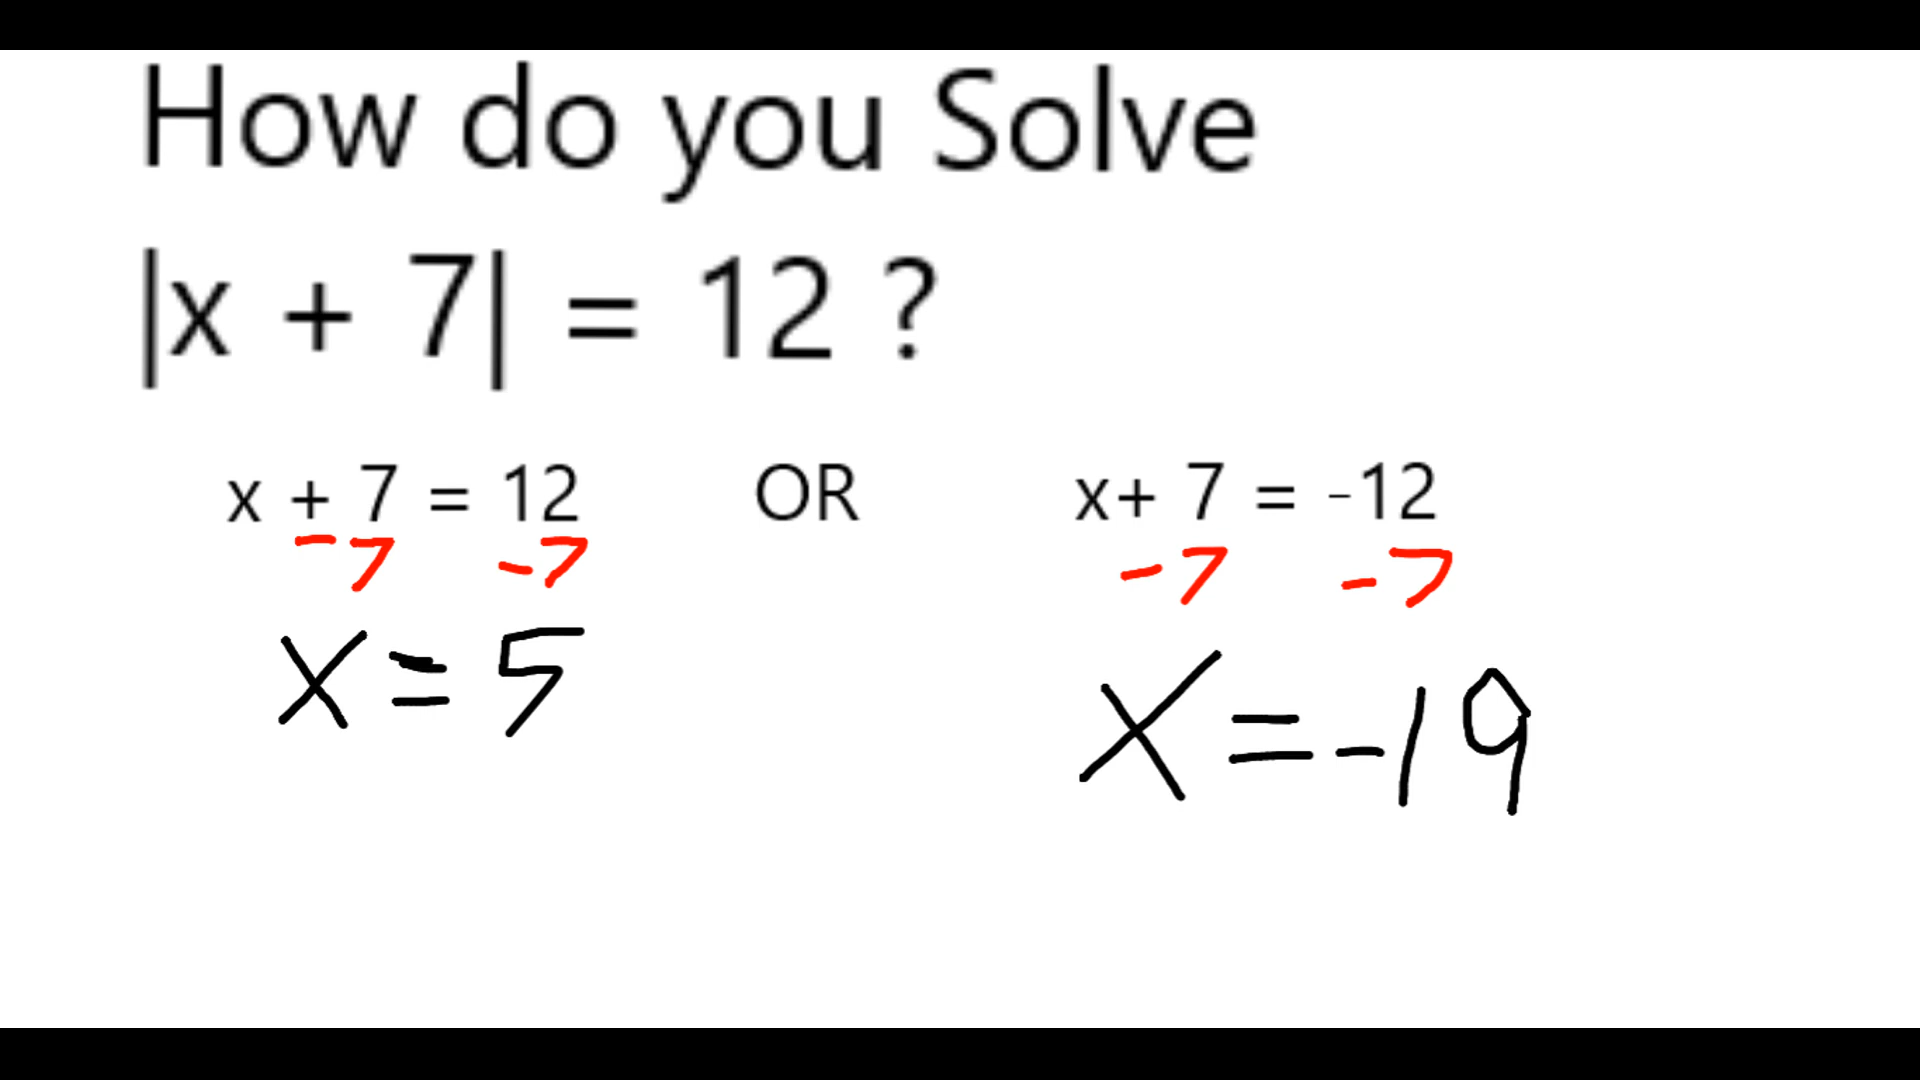 How do you Solve
|x + 7| = 12 ?
x + 7 = 12 OR x+ 7 = -12
-7 -7 -7 -7
x = 5
x = -19